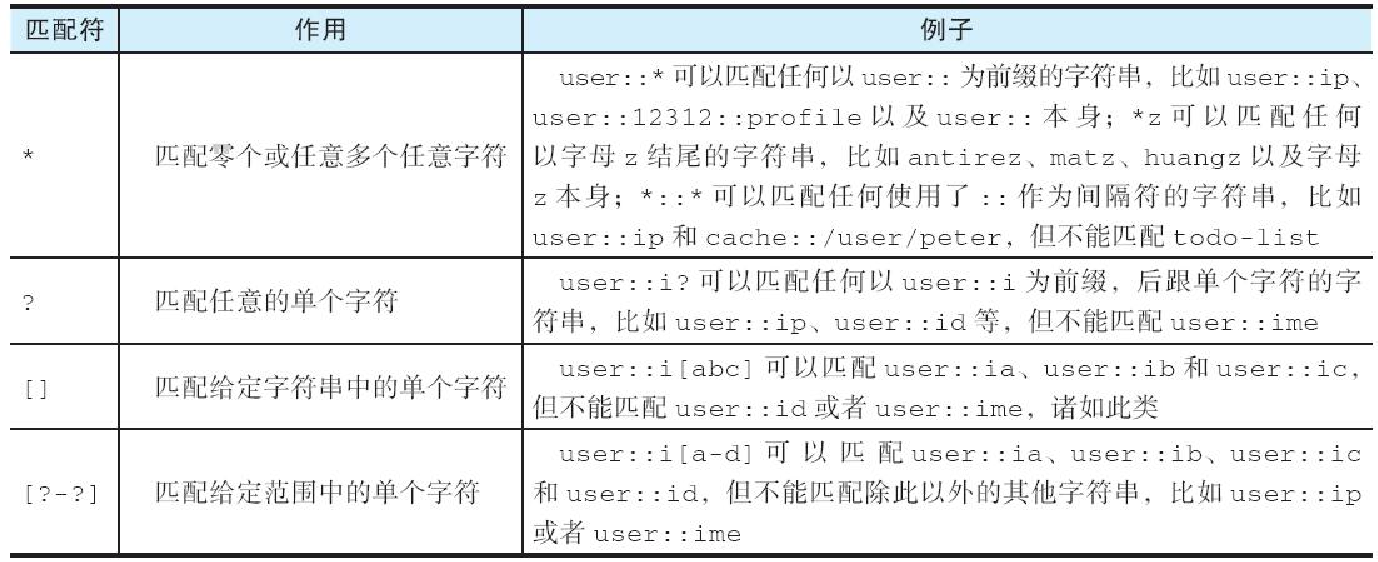 匹配符 作用 例子
* 匹配零个或任意多个任意字符
user::* 可以匹配任何以 user:: 为前缀的字符串，比如 user::ip、
user::12312::profile 以及 user:: 本身；*z 可以匹配任何
以字母 z 结尾的字符串，比如 antirez、matz、huangz 以及字母
z 本身；*::* 可以匹配任何使用了 :: 作为间隔符的字符串，比如
user::ip 和 cache::/user/peter，但不能匹配 todo-list
? 匹配任意的单个字符
user::i? 可以匹配任何以 user::i 为前缀，后跟单个字符的字
符串，比如 user::ip、user::id 等，但不能匹配 user::ime
[] 匹配给定字符串中的单个字符
user::i[abc] 可以匹配 user::ia、user::ib 和 user::ic，
但不能匹配 user::id 或者 user::ime，诸如此类
[?-?] 匹配给定范围中的单个字符
user::i[a-d] 可以匹配 user::ia、user::ib、user::ic
和 user::id，但不能匹配除此以外的其他字符串，比如 user::ip
或者 user::ime